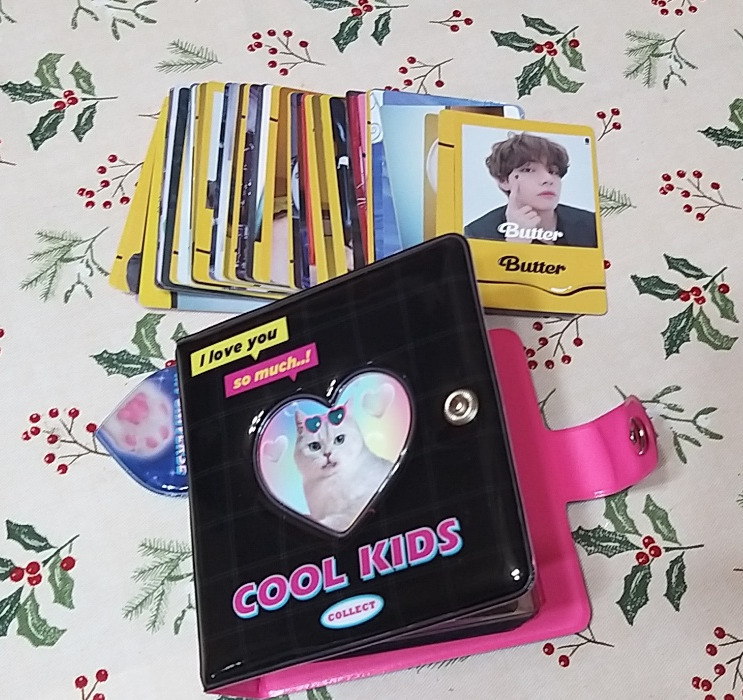 Butter
Butter
I love you
so much..!
COOL KIDS
COLLECT